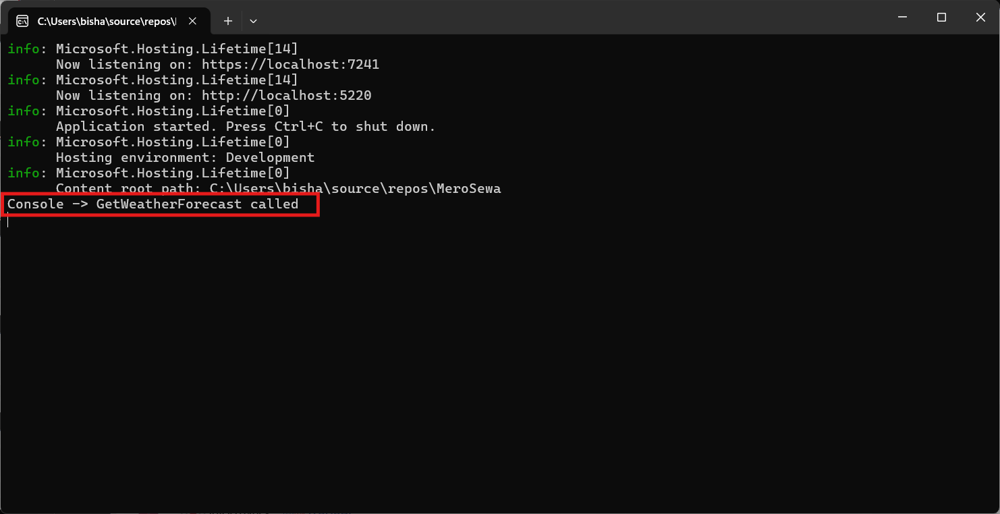 C:\Users\bisha\source\repos\
info: Microsoft.Hosting.Lifetime[14]
      Now listening on: https://localhost:7241
info: Microsoft.Hosting.Lifetime[14]
      Now listening on: http://localhost:5220
info: Microsoft.Hosting.Lifetime[0]
      Application started. Press Ctrl+C to shut down.
info: Microsoft.Hosting.Lifetime[0]
      Hosting environment: Development
info: Microsoft.Hosting.Lifetime[0]
      Content root path: C:\Users\bisha\source\repos\MeroSewa
Console -> GetWeatherForecast called